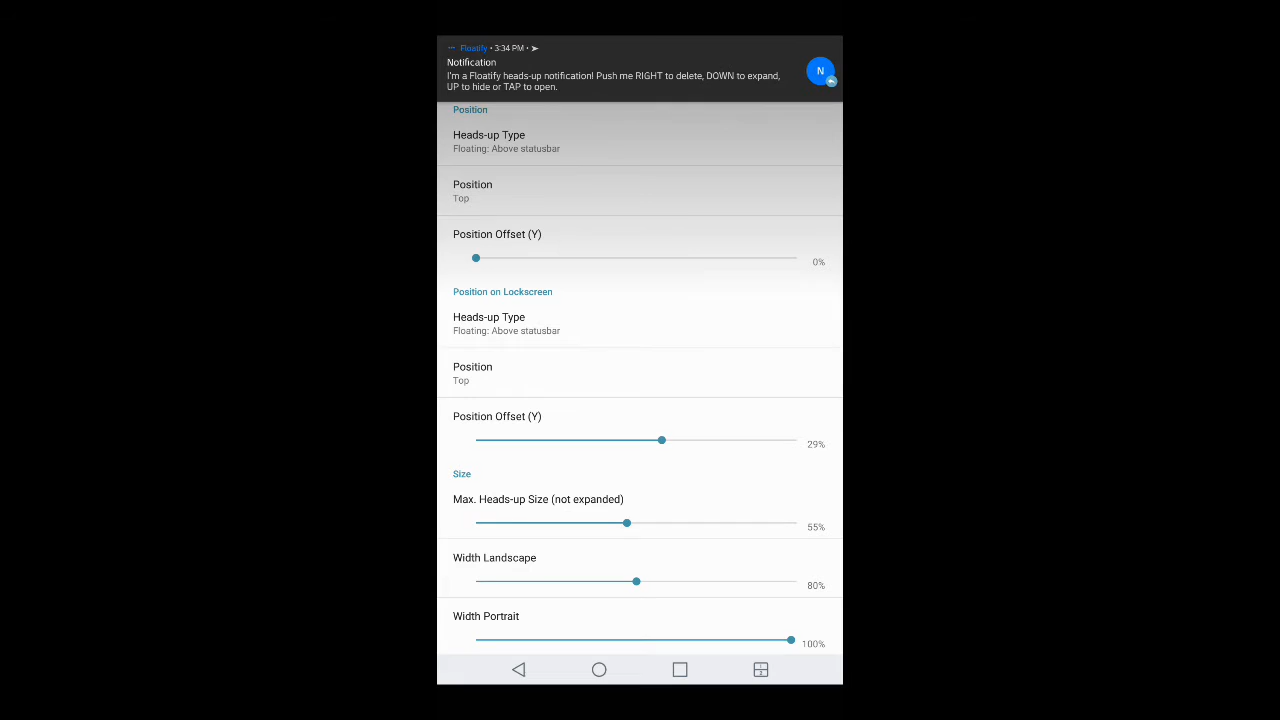 Floatify • 3:34 PM •
Notification
I'm a Floatify heads-up notification! Push me RIGHT to delete, DOWN to expand,
UP to hide or TAP to open.
N
Position
Heads-up Type
Floating: Above statusbar
Position
Top
Position Offset (Y)
0%
Position on Lockscreen
Heads-up Type
Floating: Above statusbar
Position
Top
Position Offset (Y)
29%
Size
Max. Heads-up Size (not expanded)
55%
Width Landscape
80%
Width Portrait
100%